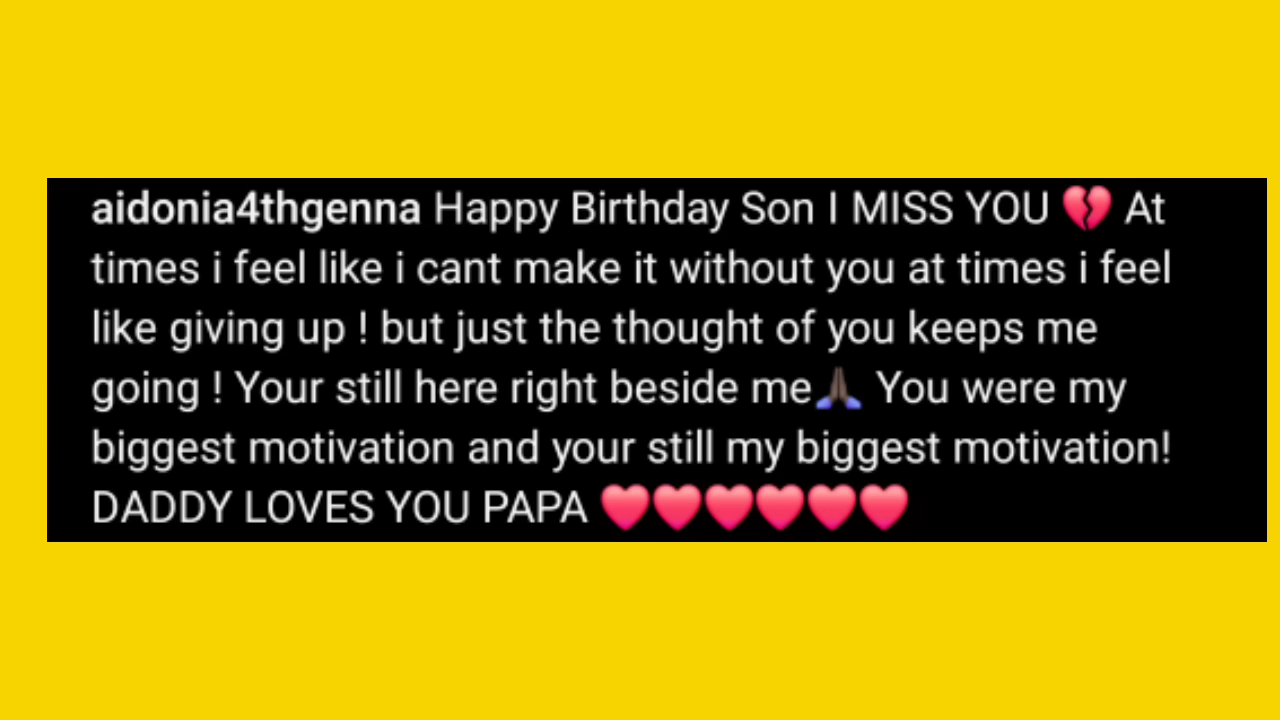 aidonia4thgenna Happy Birthday Son I MISS YOU 💔 At
times i feel like i cant make it without you at times i feel
like giving up ! but just the thought of you keeps me
going ! Your still here right beside me🙏🏿 You were my
biggest motivation and your still my biggest motivation!
DADDY LOVES YOU PAPA ❤️❤️❤️❤️❤️❤️